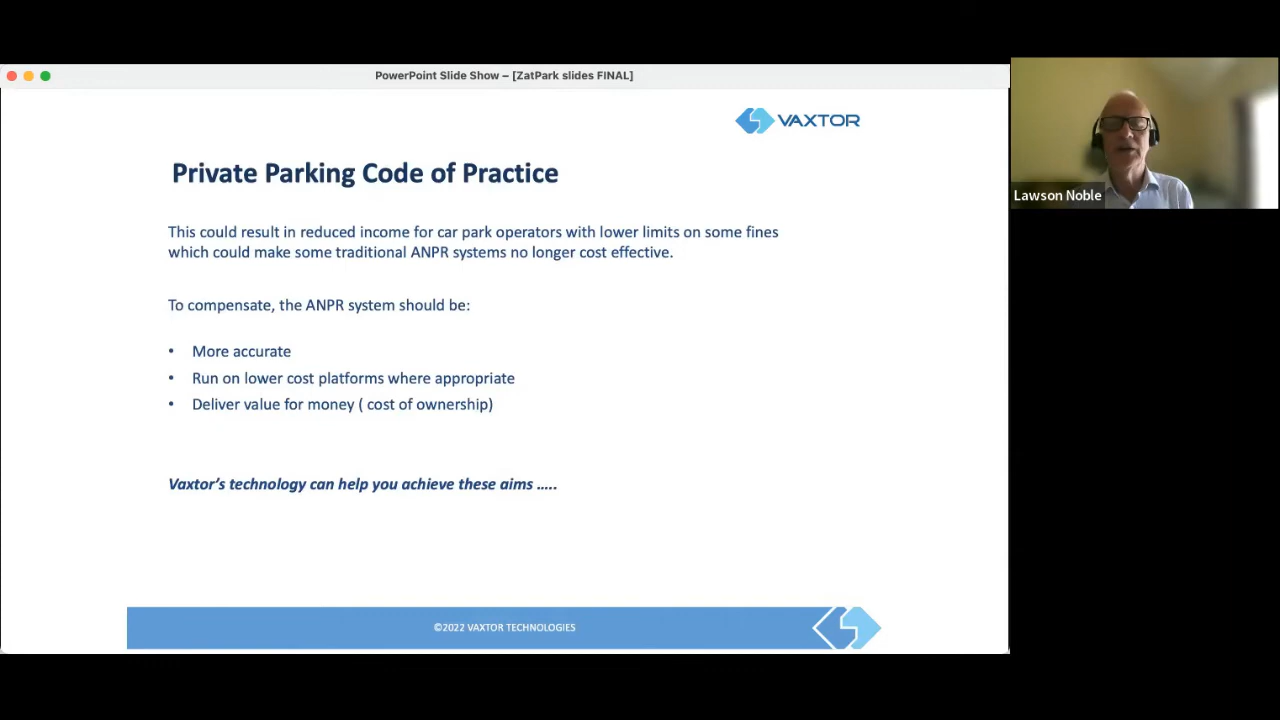 PowerPoint Slide Show – [ZatPark slides FINAL]
VAXTOR
Lawson Noble
Private Parking Code of Practice
This could result in reduced income for car park operators with lower limits on some fines
which could make some traditional ANPR systems no longer cost effective.
To compensate, the ANPR system should be:
• More accurate
• Run on lower cost platforms where appropriate
• Deliver value for money ( cost of ownership)
Vaxtor's technology can help you achieve these aims …..
©2022 VAXTOR TECHNOLOGIES